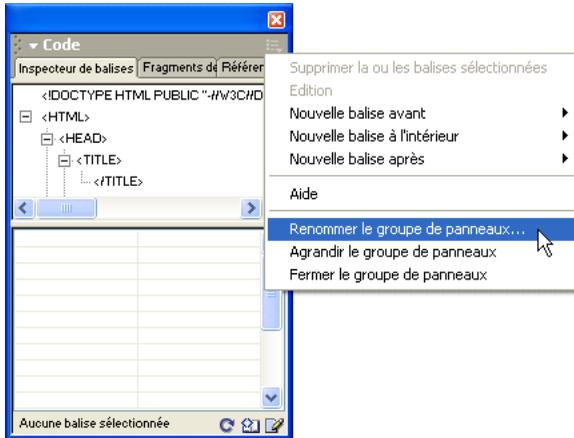 Code
Inspecteur de balises Fragments de Référen
<!DOCTYPE HTML PUBLIC "-//W3C//D
<HTML>
<HEAD>
<TITLE>
</TITLE>
Aucune balise sélectionnée
Supprimer la ou les balises sélectionnées
Edition
Nouvelle balise avant
Nouvelle balise à l'intérieur
Nouvelle balise après
Aide
Renommer le groupe de panneaux...
Agrandir le groupe de panneaux
Fermer le groupe de panneaux